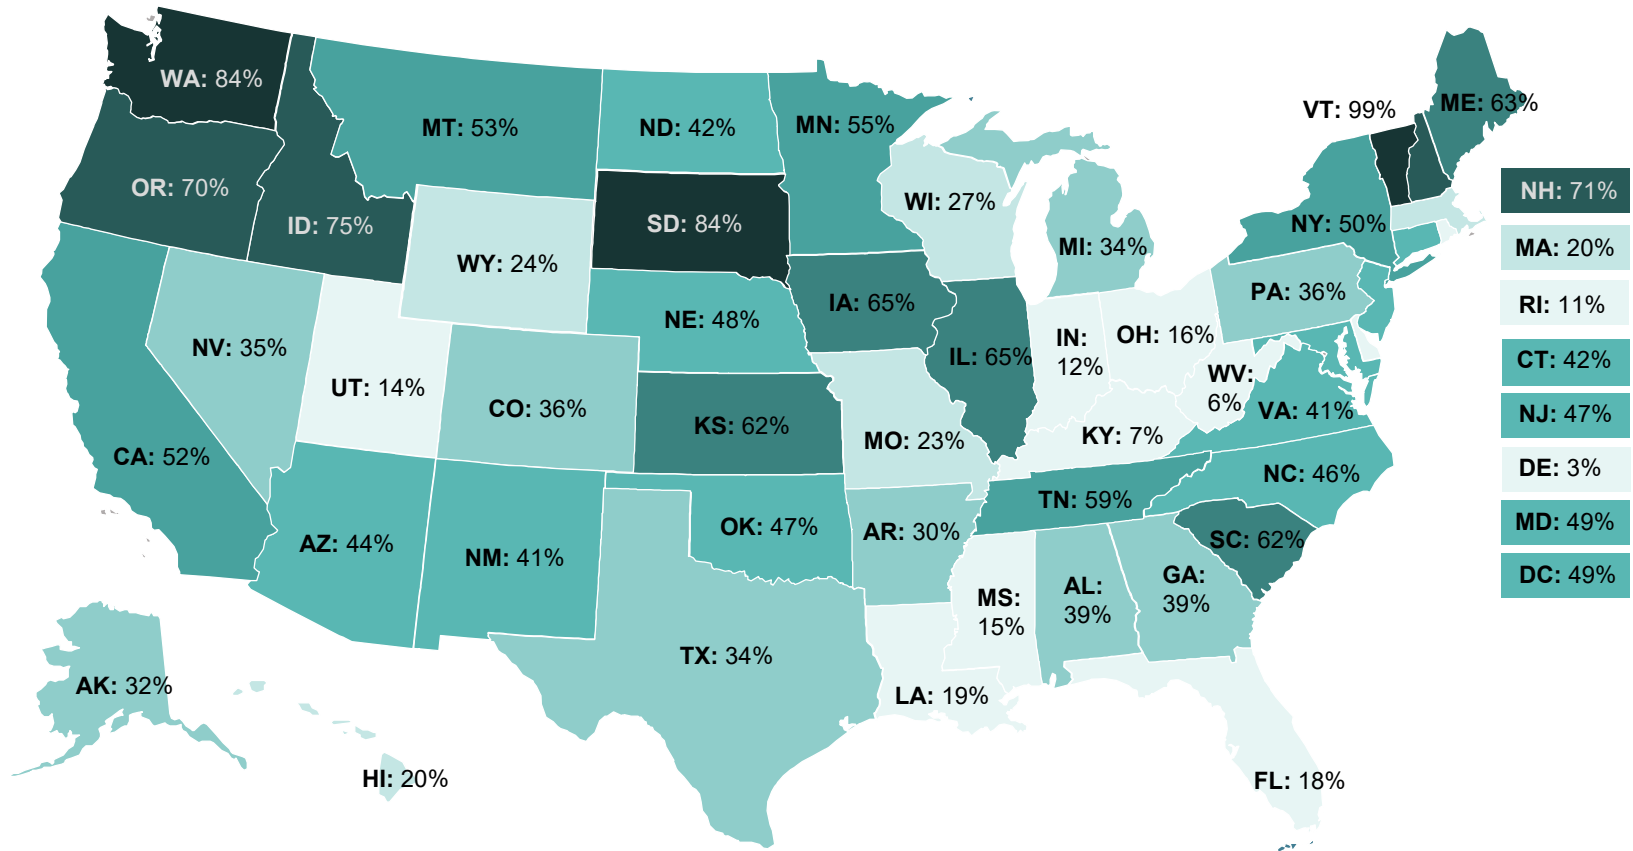 WA: 84%
VT: 99%
ME: 63%
MT: 53%
ND: 42%
MN: 55%
OR: 70%
ID: 75%
SD: 84%
WI: 27%
NY: 50%
NH: 71%
MI: 34%
MA: 20%
WY: 24%
PA: 36%
RI: 11%
IA: 65%
NE: 48%
NV: 35%
IL: 65%
IN:
12%
OH: 16%
CT: 42%
UT: 14%
CO: 36%
WV:
6%
VA: 41%
NJ: 47%
KS: 62%
MO: 23%
KY: 7%
CA: 52%
NC: 46%
DE: 3%
TN: 59%
AZ: 44%
NM: 41%
OK: 47%
AR: 30%
SC: 62%
MD: 49%
MS:
15%
AL:
39%
GA:
39%
DC: 49%
TX: 34%
LA: 19%
AK: 32%
HI: 20%
FL: 18%